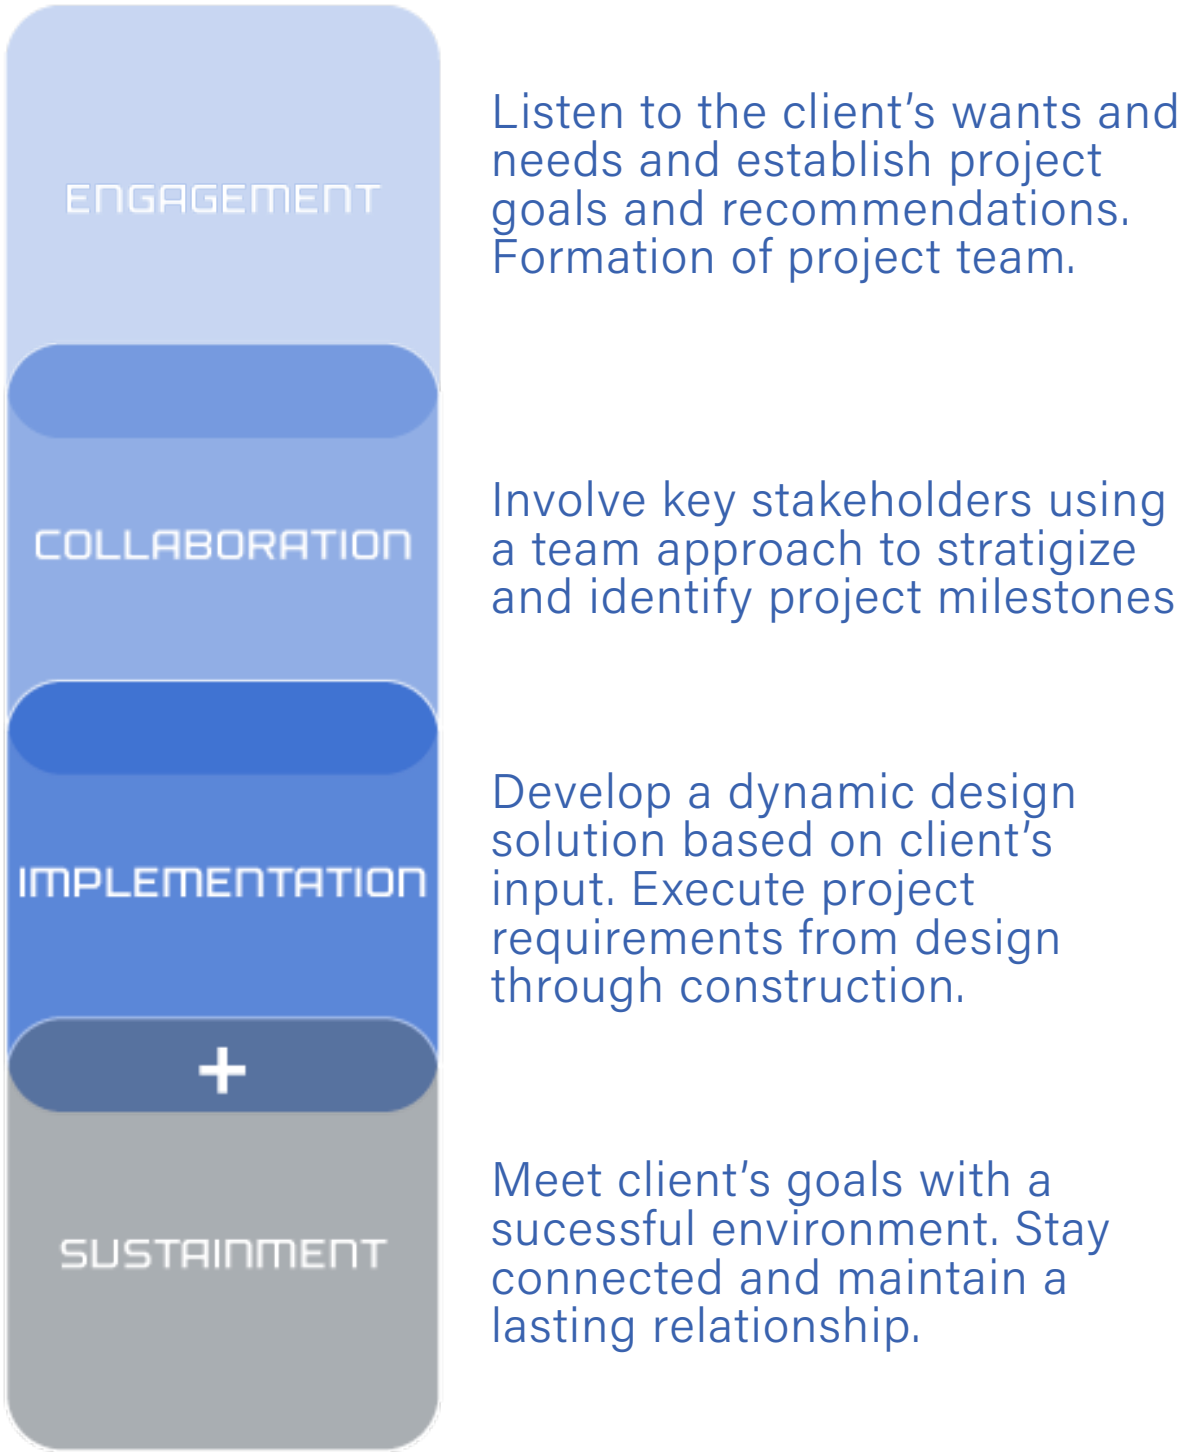 ENGAGEMENT
Listen to the client’s wants and
needs and establish project
goals and recommendations.
Formation of project team.
COLLABORATION
Involve key stakeholders using
a team approach to stratigize
and identify project milestones
IMPLEMENTATION
Develop a dynamic design
solution based on client’s
input. Execute project
requirements from design
through construction.
+
SUSTAINMENT
Meet client’s goals with a
sucessful environment. Stay
connected and maintain a
lasting relationship.